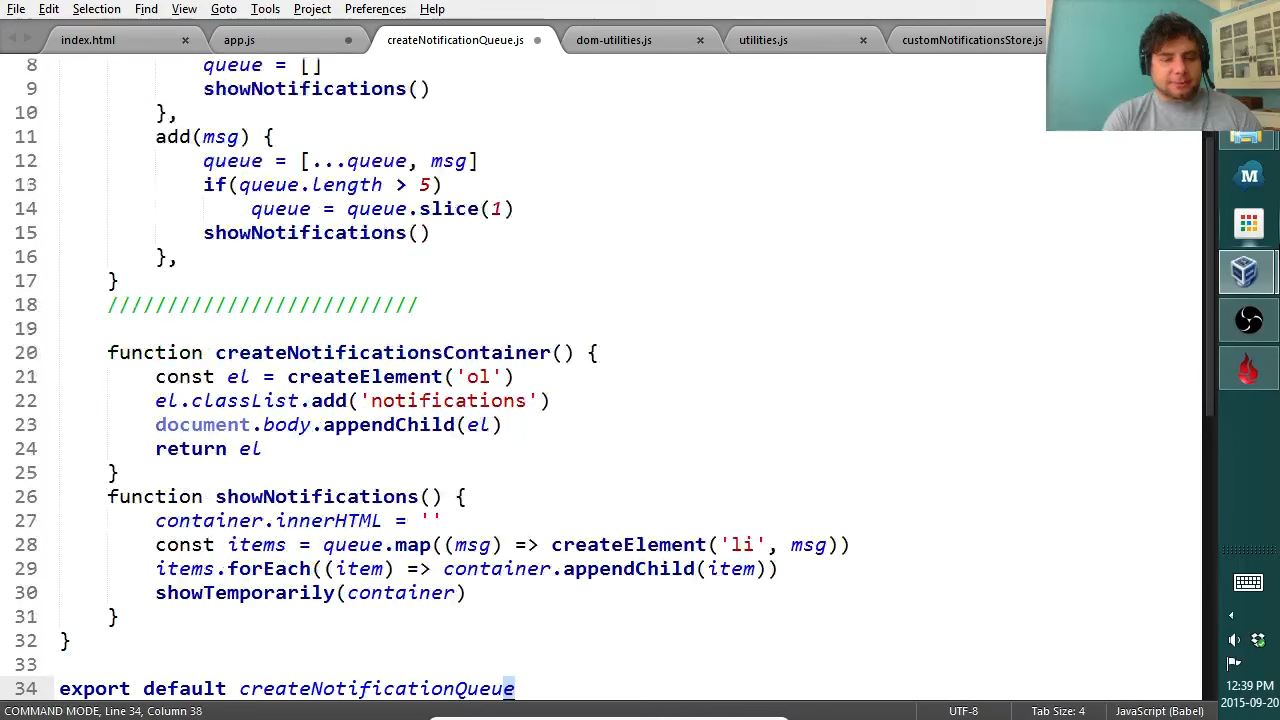 File Edit Selection Find View Goto Tools Project Preferences Help
index.html × app.js createNotificationQueue.js dom-utilities.js × utilities.js × customNotificationsStore.js
8 queue = []
9 showNotifications()
10 },
11 add(msg) {
12 queue = [...queue, msg]
13 if(queue.length > 5)
14 queue = queue.slice(1)
15 showNotifications()
16 },
17 }
18 //////////////////////////
19
20 function createNotificationsContainer() {
21 const el = createElement('ol')
22 el.classList.add('notifications')
23 document.body.appendChild(el)
24 return el
25 }
26 function showNotifications() {
27 container.innerHTML = ''
28 const items = queue.map((msg) => createElement('li', msg))
29 items.forEach((item) => container.appendChild(item))
30 showTemporarily(container)
31 }
32 }
33
34 export default createNotificationQueue
COMMAND MODE, Line 34, Column 38 UTF-8 Tab Size: 4 JavaScript (Babel)
M
12:39 PM
2015-09-20